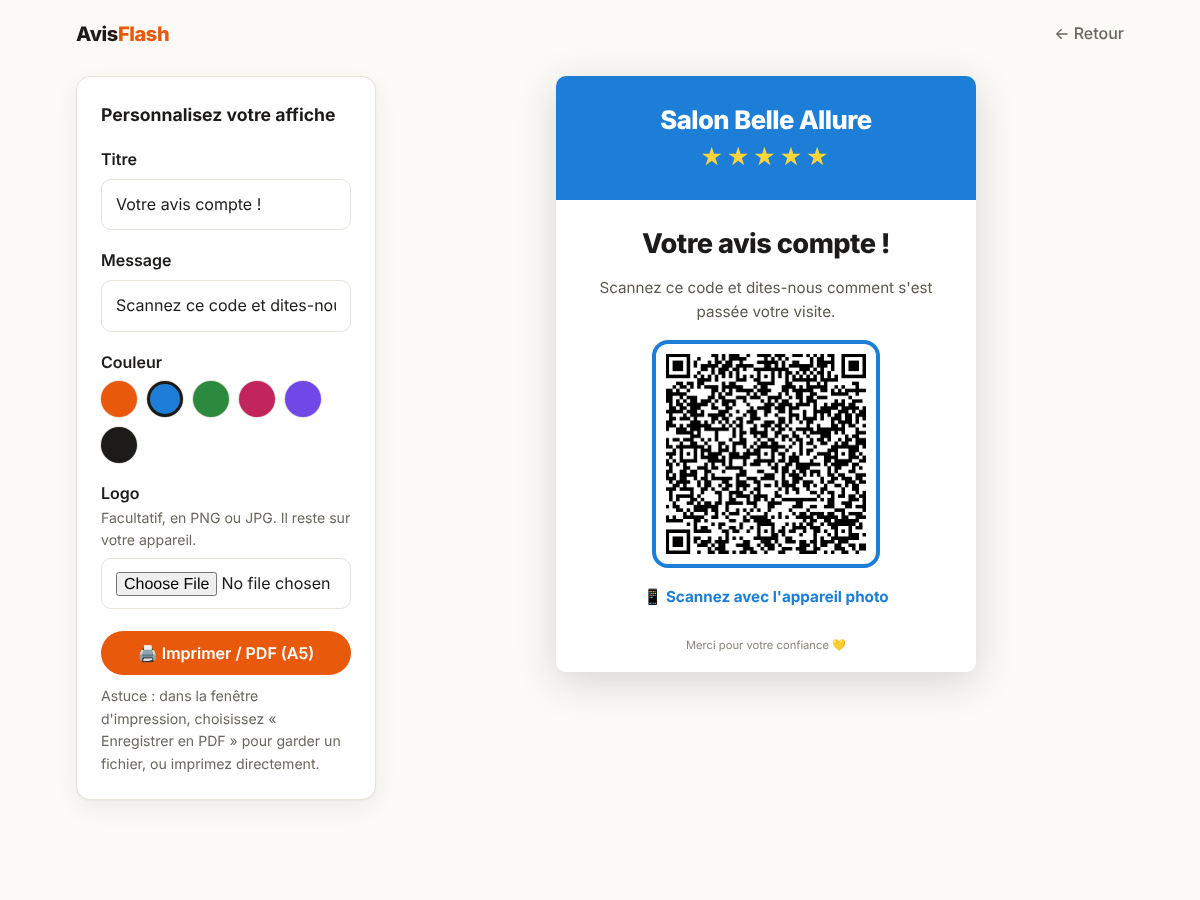 AvisFlash
← Retour
Personnalisez votre affiche
Titre
Votre avis compte !
Message
Scannez ce code et dites-nou
Couleur
Logo
Facultatif, en PNG ou JPG. Il reste sur
votre appareil.
Choose File No file chosen
🖨️ Imprimer / PDF (A5)
Astuce : dans la fenêtre
d'impression, choisissez «
Enregistrer en PDF » pour garder un
fichier, ou imprimez directement.
Salon Belle Allure
★★★★★
Votre avis compte !
Scannez ce code et dites-nous comment s'est
passée votre visite.
📱 Scannez avec l'appareil photo
Merci pour votre confiance 💛